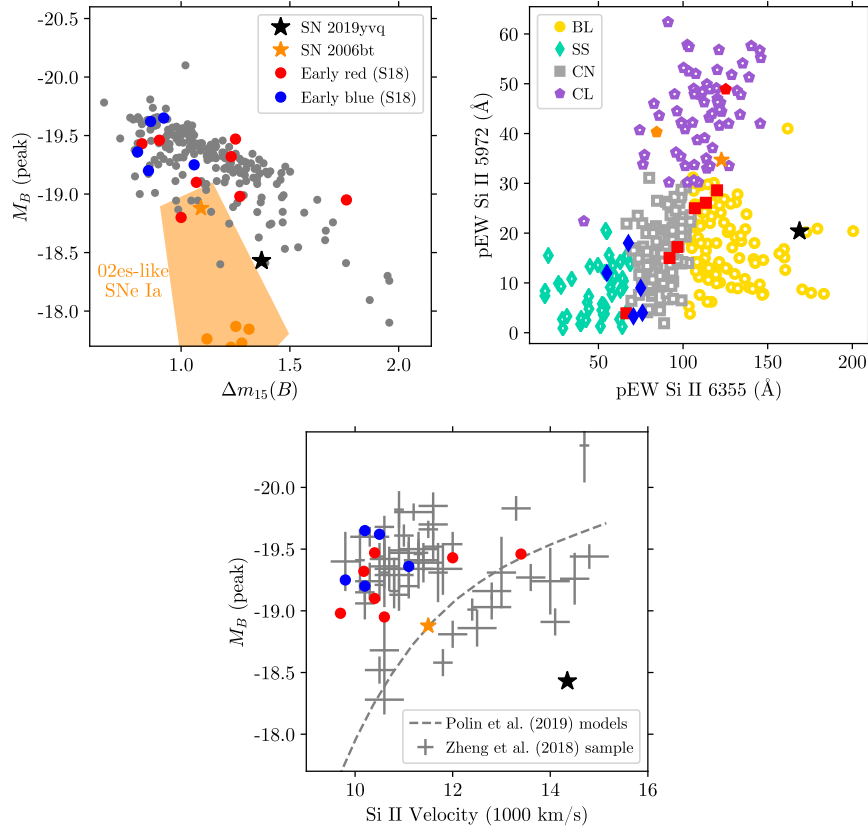 -20.5
-20.0
-19.5
-19.0
-18.5
-18.0
M_B (peak)
SN 2019yvq
SN 2006bt
Early red (S18)
Early blue (S18)
02es-like
SNe Ia
1.0
1.5
2.0
Δm₁₅(B)
60
50
40
30
20
10
0
pEW Si II 5972 (Å)
BL
SS
CN
CL
50
100
150
200
pEW Si II 6355 (Å)
-20.0
-19.5
-19.0
-18.5
-18.0
M_B (peak)
Polin et al. (2019) models
Zheng et al. (2018) sample
10
12
14
16
Si II Velocity (1000 km/s)